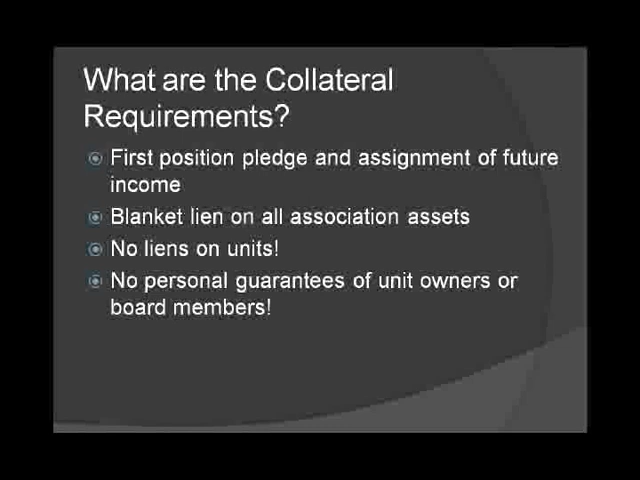 What are the Collateral
Requirements?
First position pledge and assignment of future
income
Blanket lien on all association assets
No liens on units!
No personal guarantees of unit owners or
board members!